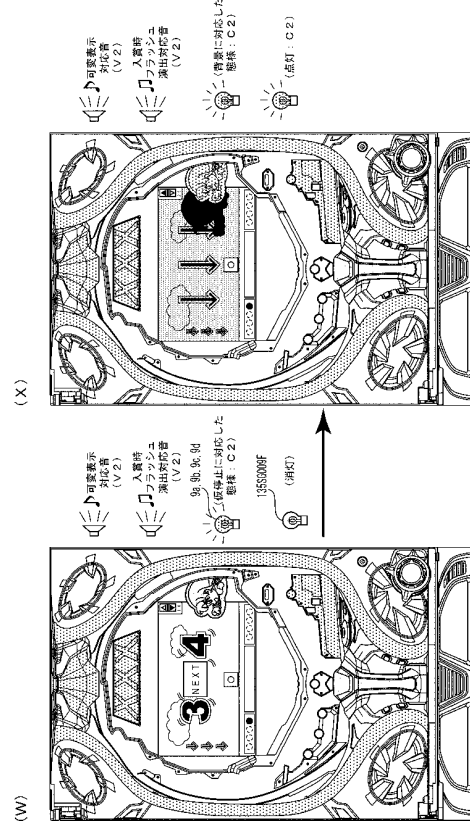 (W)
♪可変表示
対応音
(V2)
入賞時
フラッシュ
演出対応音
(V2)
9a, 9b, 9c, 9d
(仮停止に対応した
態様:C2)
135SG009F
(消灯)
3
NEXT
4
(X)
♪可変表示
対応音
(V2)
入賞時
フラッシュ
演出対応音
(V2)
(背景に対応した
態様:C2)
(点灯:C2)